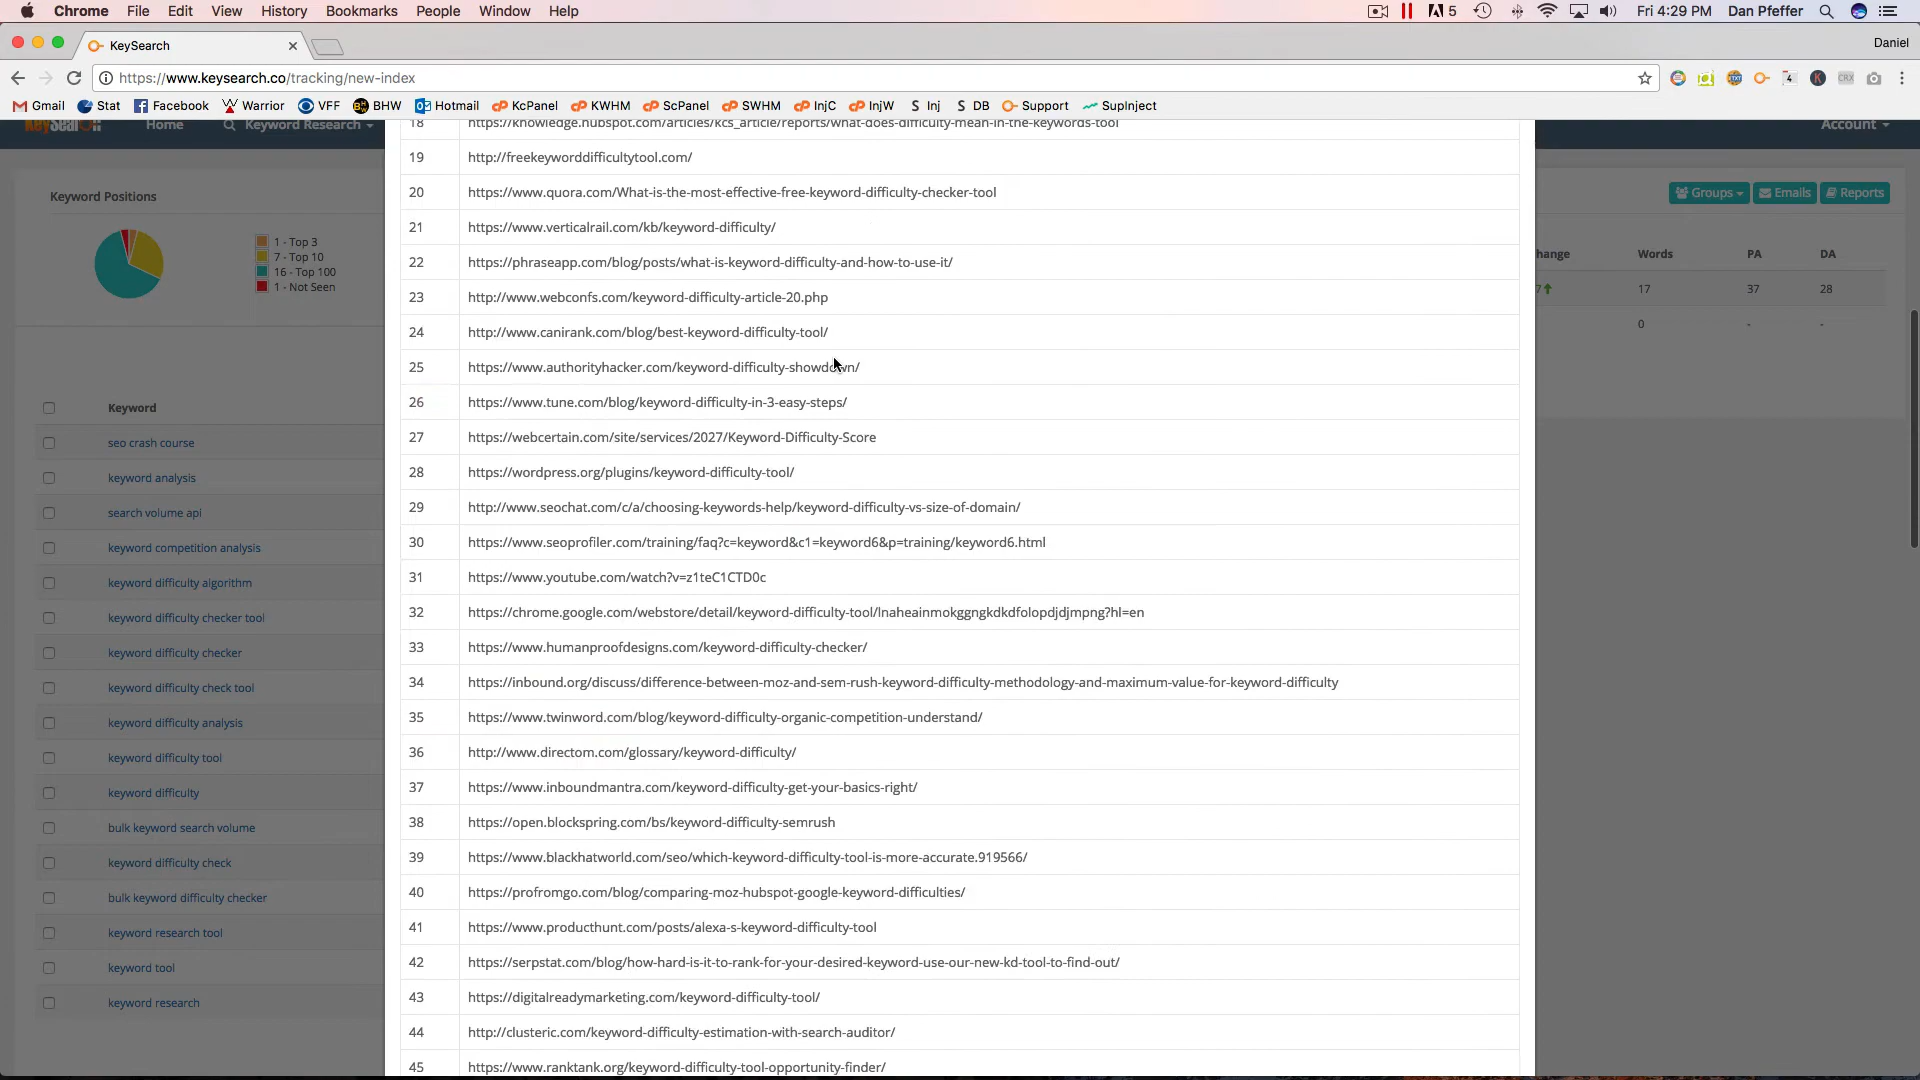 Chrome File Edit View History Bookmarks People Window Help 5 Fri 4:29 PM Dan Pfeffer
KeySearch Daniel
https://www.keysearch.co/tracking/new-index 4 K CRX
Gmail Stat Facebook Warrior VFF BHW Hotmail KcPanel KWHM ScPanel SWHM InjC InjW Inj DB Support SupInject
KeySearch Home Keyword Research Account
18 https://knowledge.hubspot.com/articles/kcs_article/reports/what-does-difficulty-mean-in-the-keywords-tool
19 http://freekeyworddifficultytool.com/
20 https://www.quora.com/What-is-the-most-effective-free-keyword-difficulty-checker-tool
21 https://www.verticalrail.com/kb/keyword-difficulty/
22 https://phraseapp.com/blog/posts/what-is-keyword-difficulty-and-how-to-use-it/
23 http://www.webconfs.com/keyword-difficulty-article-20.php
24 http://www.canirank.com/blog/best-keyword-difficulty-tool/
25 https://www.authorityhacker.com/keyword-difficulty-showdown/
26 https://www.tune.com/blog/keyword-difficulty-in-3-easy-steps/
27 https://webcertain.com/site/services/2027/Keyword-Difficulty-Score
28 https://wordpress.org/plugins/keyword-difficulty-tool/
29 http://www.seochat.com/c/a/choosing-keywords-help/keyword-difficulty-vs-size-of-domain/
30 https://www.seoprofiler.com/training/faq?c=keyword&c1=keyword6&p=training/keyword6.html
31 https://www.youtube.com/watch?v=z1teC1CTD0c
32 https://chrome.google.com/webstore/detail/keyword-difficulty-tool/lnaheainmokggngkdkdfolopdjdjmpng?hl=en
33 https://www.humanproofdesigns.com/keyword-difficulty-checker/
34 https://inbound.org/discuss/difference-between-moz-and-sem-rush-keyword-difficulty-methodology-and-maximum-value-for-keyword-difficulty
35 https://www.twinword.com/blog/keyword-difficulty-organic-competition-understand/
36 http://www.directom.com/glossary/keyword-difficulty/
37 https://www.inboundmantra.com/keyword-difficulty-get-your-basics-right/
38 https://open.blockspring.com/bs/keyword-difficulty-semrush
39 https://www.blackhatworld.com/seo/which-keyword-difficulty-tool-is-more-accurate.919566/
40 https://profromgo.com/blog/comparing-moz-hubspot-google-keyword-difficulties/
41 https://www.producthunt.com/posts/alexa-s-keyword-difficulty-tool
42 https://serpstat.com/blog/how-hard-is-it-to-rank-for-your-desired-keyword-use-our-new-kd-tool-to-find-out/
43 https://digitalreadymarketing.com/keyword-difficulty-tool/
44 http://clusteric.com/keyword-difficulty-estimation-with-search-auditor/
45 https://www.ranktank.org/keyword-difficulty-tool-opportunity-finder/
Keyword Positions
1 - Top 3
7 - Top 10
16 - Top 100
1 - Not Seen
Keyword
seo crash course
keyword analysis
search volume api
keyword competition analysis
keyword difficulty algorithm
keyword difficulty checker tool
keyword difficulty checker
keyword difficulty check tool
keyword difficulty analysis
keyword difficulty tool
keyword difficulty
bulk keyword search volume
keyword difficulty check
bulk keyword difficulty checker
keyword research tool
keyword tool
keyword research
Groups Emails Reports
hange Words PA DA
7 17 37 28
0 - -